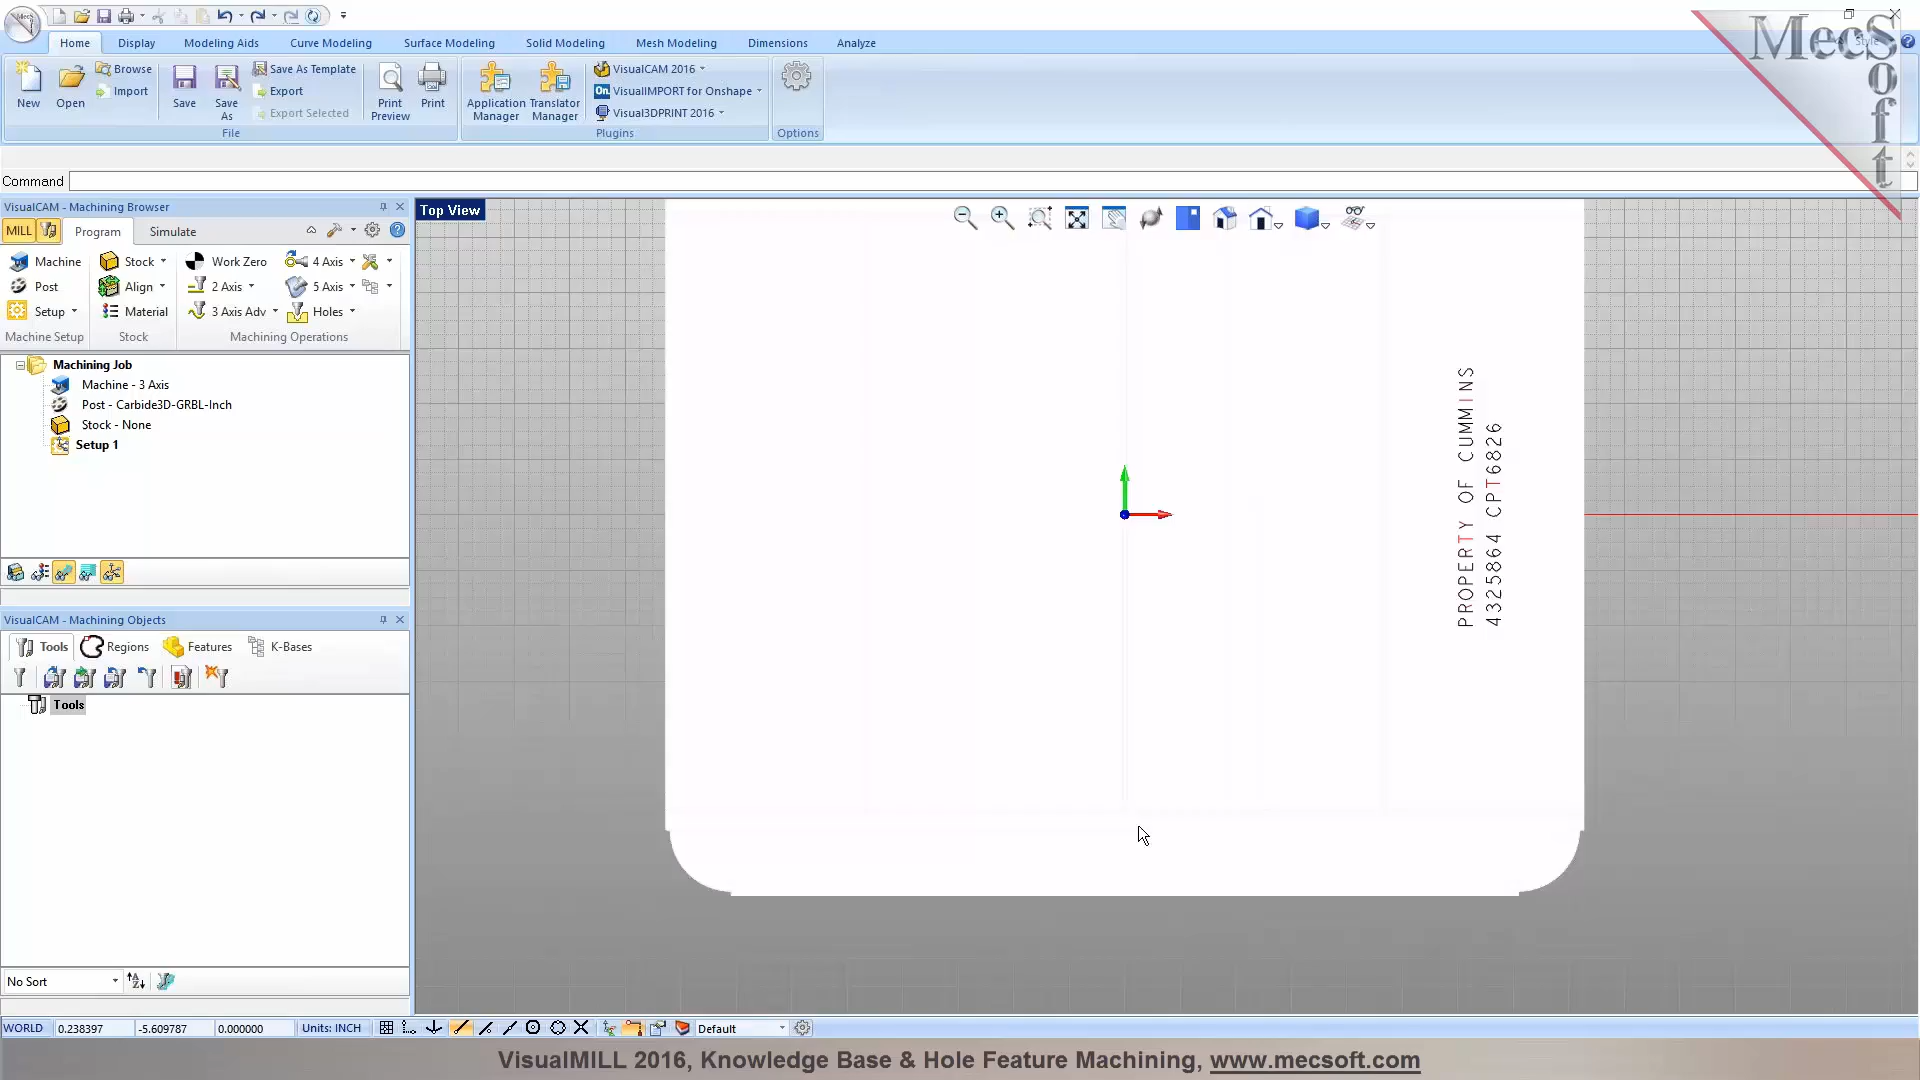 Home Display Modeling Aids Curve Modeling Surface Modeling Solid Modeling Mesh Modeling Dimensions Analyze Style
MecSoft
Browse Save As Template VisualCAM 2016
Import Export On VisualIMPORT for Onshape
Export Selected Visual3DPRINT 2016
New Open Save Save As Print Preview Print Application Manager Translator Manager
File Plugins Options
Command
VisualCAM - Machining Browser
Top View
MILL Program Simulate
Machine Stock Work Zero 4 Axis
Post Align 2 Axis 5 Axis
Setup Material 3 Axis Adv Holes
Machine Setup Stock Machining Operations
Machining Job
Machine - 3 Axis
Post - Carbide3D-GRBL-Inch
Stock - None
Setup 1
PROPERTY OF CUMMINS
4325864 CPT6826
VisualCAM - Machining Objects
Tools Regions Features K-Bases
Tools
No Sort
WORLD 0.238397 -5.609787 0.000000 Units: INCH Default
VisualMILL 2016, Knowledge Base & Hole Feature Machining, www.mecsoft.com